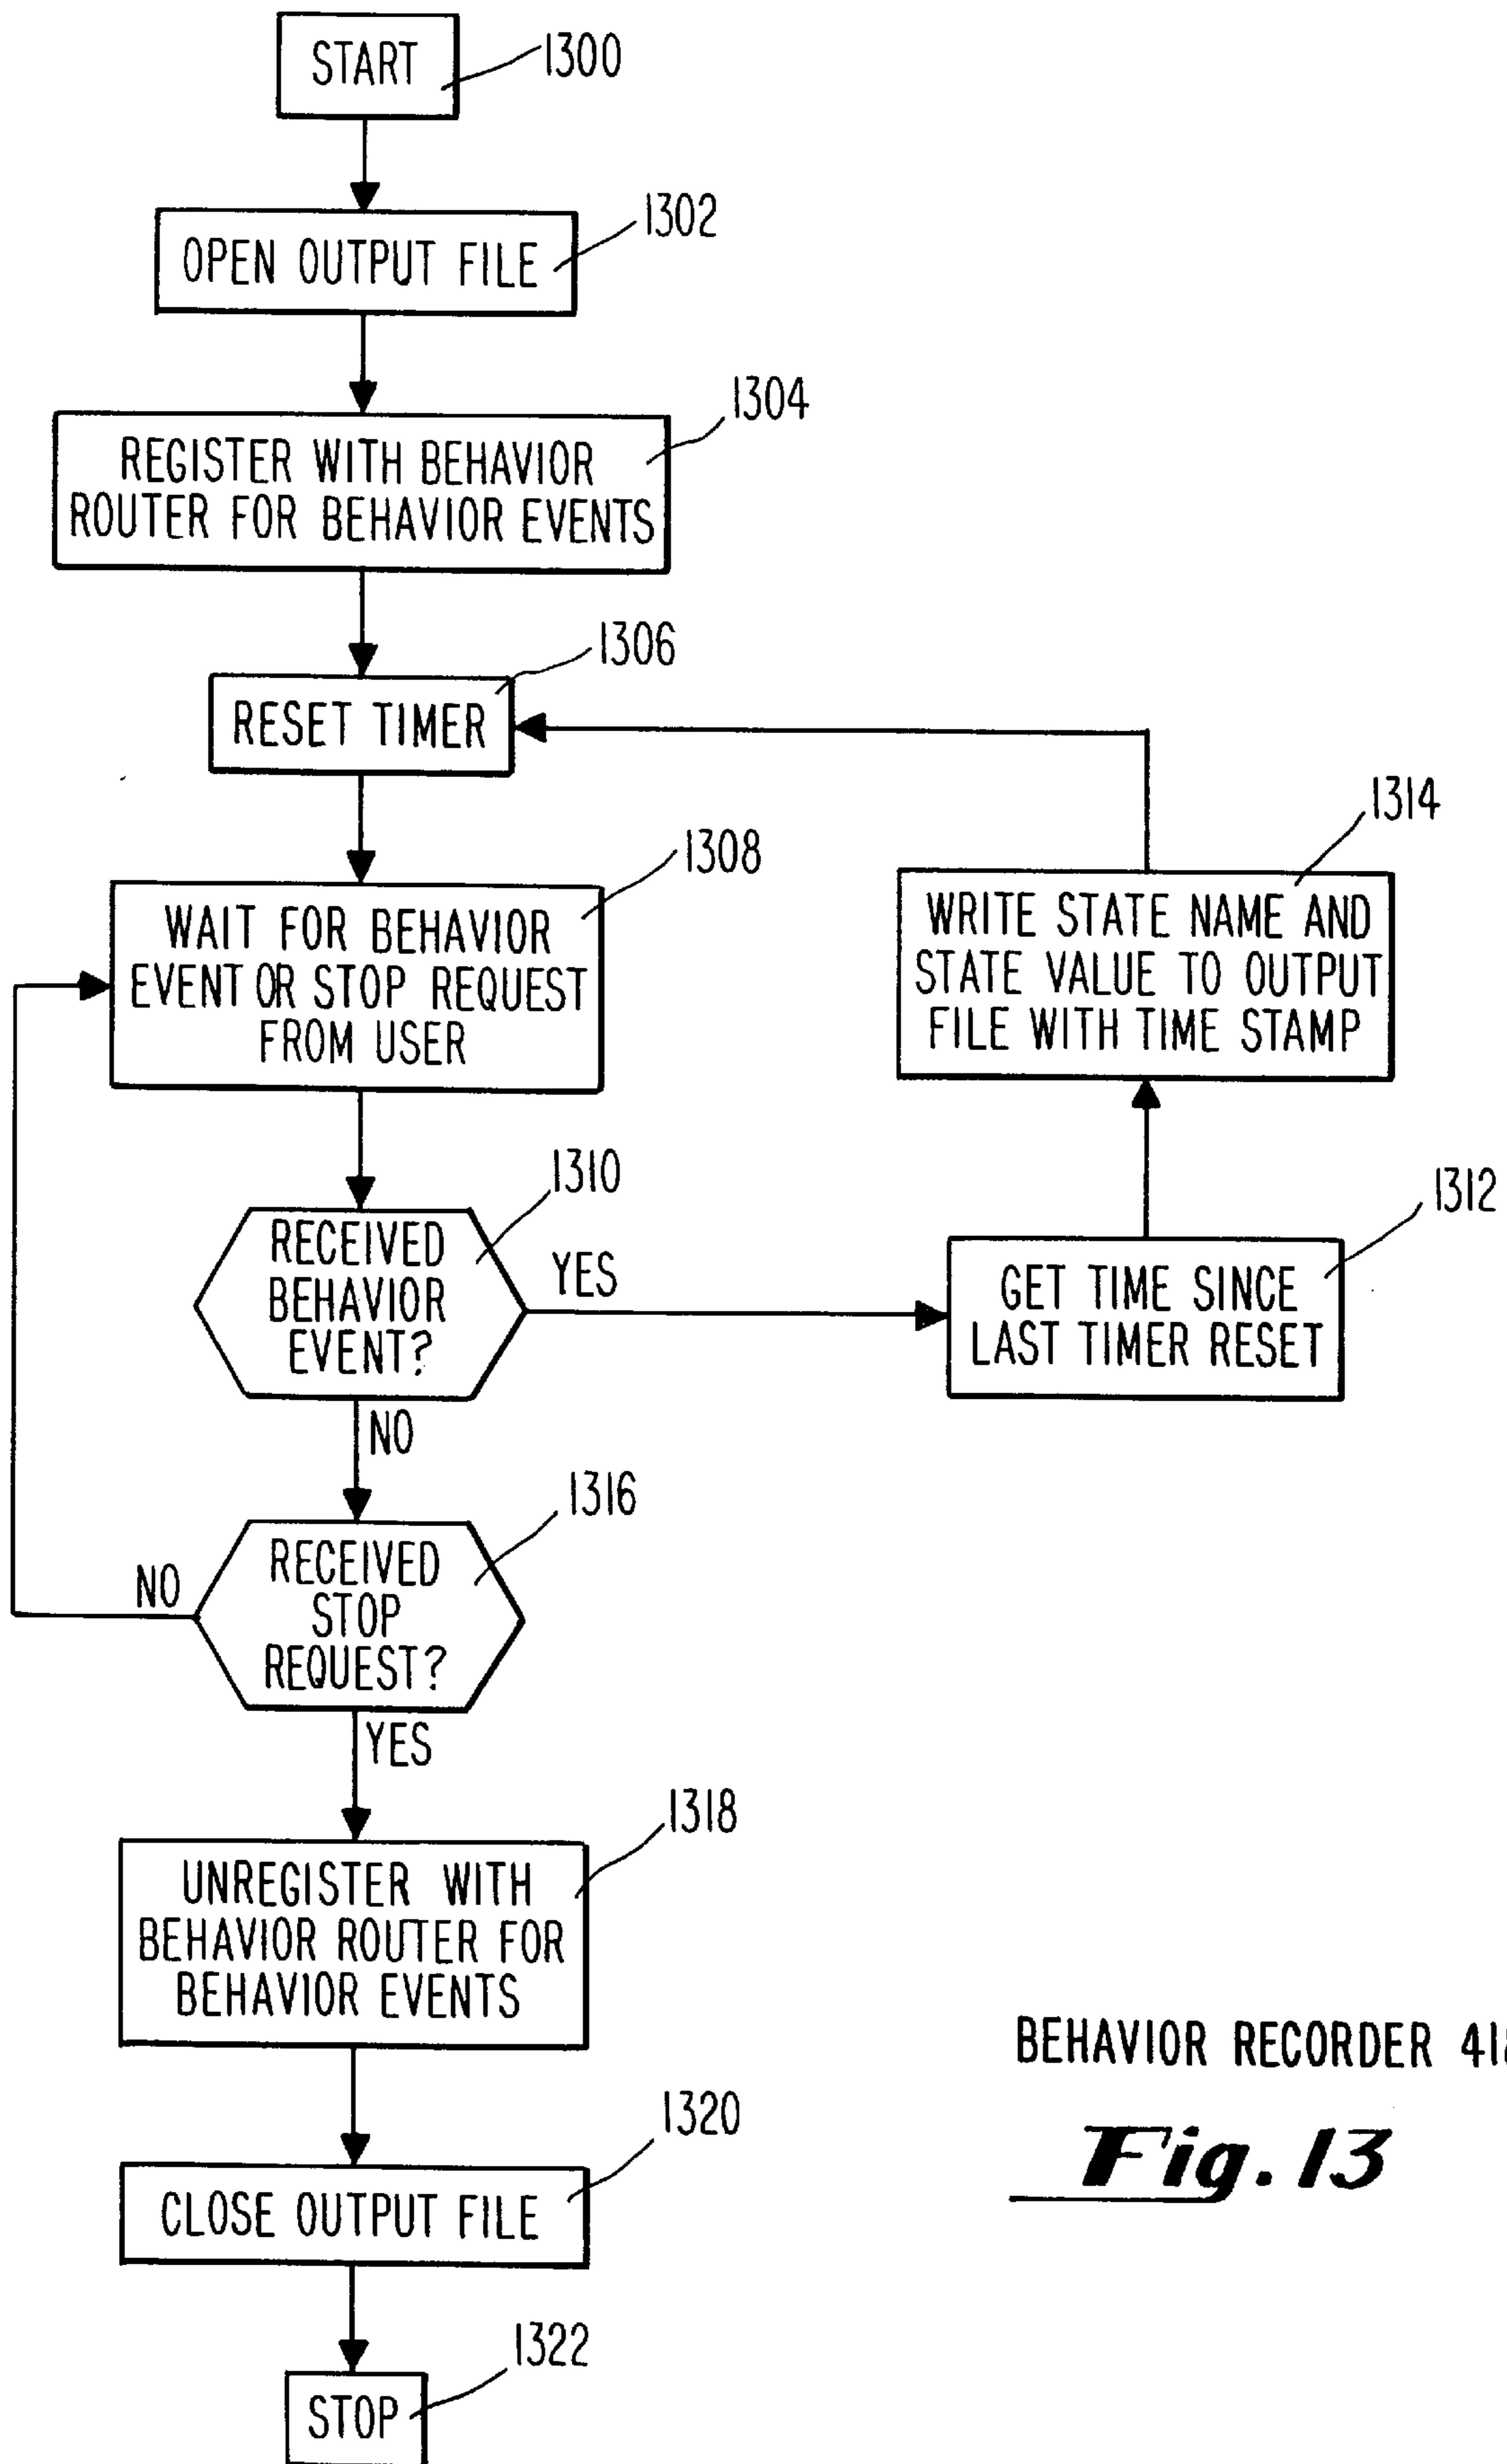 START
1300
OPEN OUTPUT FILE
1302
REGISTER WITH BEHAVIOR
ROUTER FOR BEHAVIOR EVENTS
1304
RESET TIMER
1306
WAIT FOR BEHAVIOR
EVENT OR STOP REQUEST
FROM USER
1308
RECEIVED
BEHAVIOR
EVENT?
1310
YES
NO
GET TIME SINCE
LAST TIMER RESET
1312
WRITE STATE NAME AND
STATE VALUE TO OUTPUT
FILE WITH TIME STAMP
1314
RECEIVED
STOP
REQUEST?
1316
NO
YES
UNREGISTER WITH
BEHAVIOR ROUTER FOR
BEHAVIOR EVENTS
1318
CLOSE OUTPUT FILE
1320
STOP
1322
BEHAVIOR RECORDER
Fig. 13